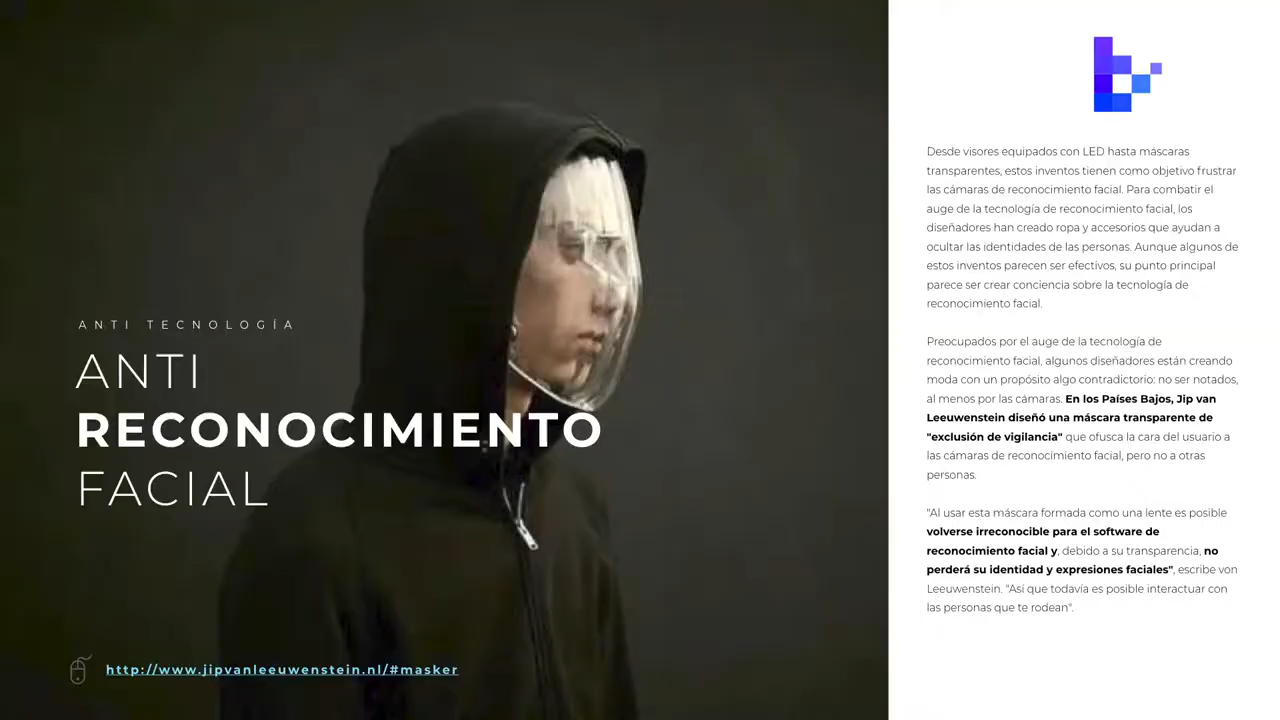 ANTI TECNOLOGÍA
ANTI
RECONOCIMIENTO
FACIAL
http://www.jipvanleeuwenstein.nl/#masker
Desde visores equipados con LED hasta máscaras
transparentes, estos inventos tienen como objetivo frustrar
las cámaras de reconocimiento facial. Para combatir el
auge de la tecnología de reconocimiento facial, los
diseñadores han creado ropa y accesorios que ayudan a
ocultar las identidades de las personas. Aunque algunos de
estos inventos parecen ser efectivos, su punto principal
parece ser crear conciencia sobre la tecnología de
reconocimiento facial.
Preocupados por el auge de la tecnología de
reconocimiento facial, algunos diseñadores están creando
moda con un propósito algo contradictorio: no ser notados,
al menos por las cámaras. En los Países Bajos, Jip van
Leeuwenstein diseñó una máscara transparente de
"exclusión de vigilancia" que ofusca la cara del usuario a
las cámaras de reconocimiento facial, pero no a otras
personas.
"Al usar esta máscara formada como una lente es posible
volverse irreconocible para el software de
reconocimiento facial y, debido a su transparencia, no
perderá su identidad y expresiones faciales", escribe von
Leeuwenstein. "Así que todavía es posible interactuar con
las personas que te rodean".